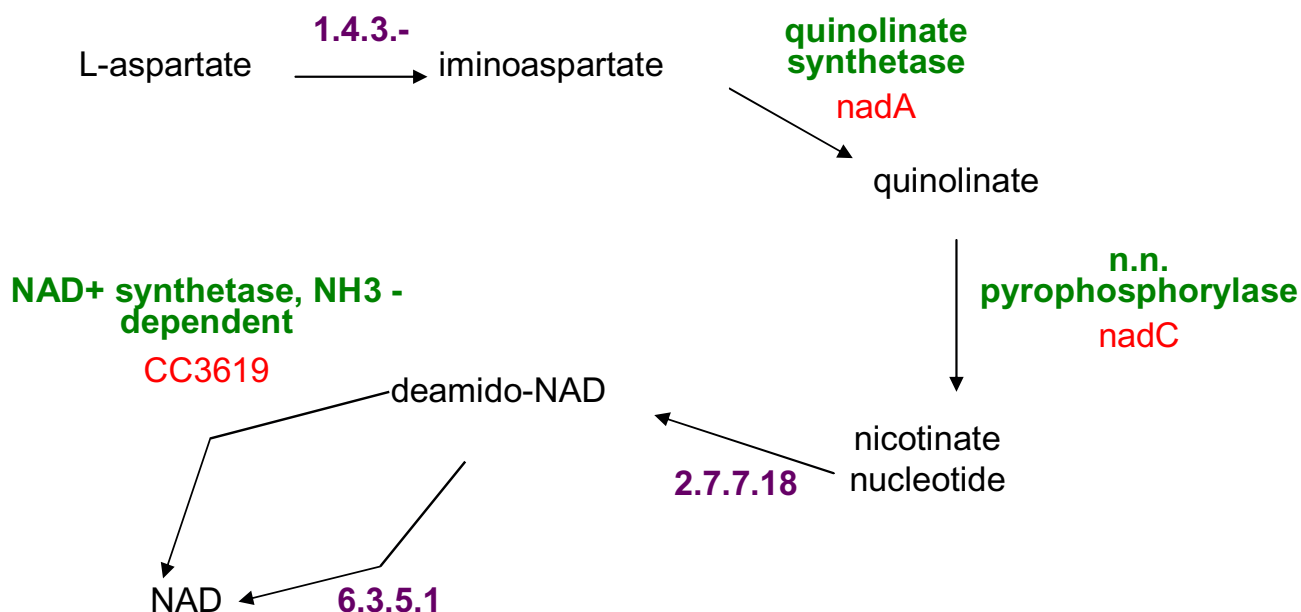 1.4.3.-
L-aspartate
iminoaspartate
quinolinate
synthetase
nadA
quinolinate
n.n.
pyrophosphorylase
nadC
nicotinate
nucleotide
2.7.7.18
deamido-NAD
NAD+ synthetase, NH3 -
dependent
CC3619
6.3.5.1
NAD